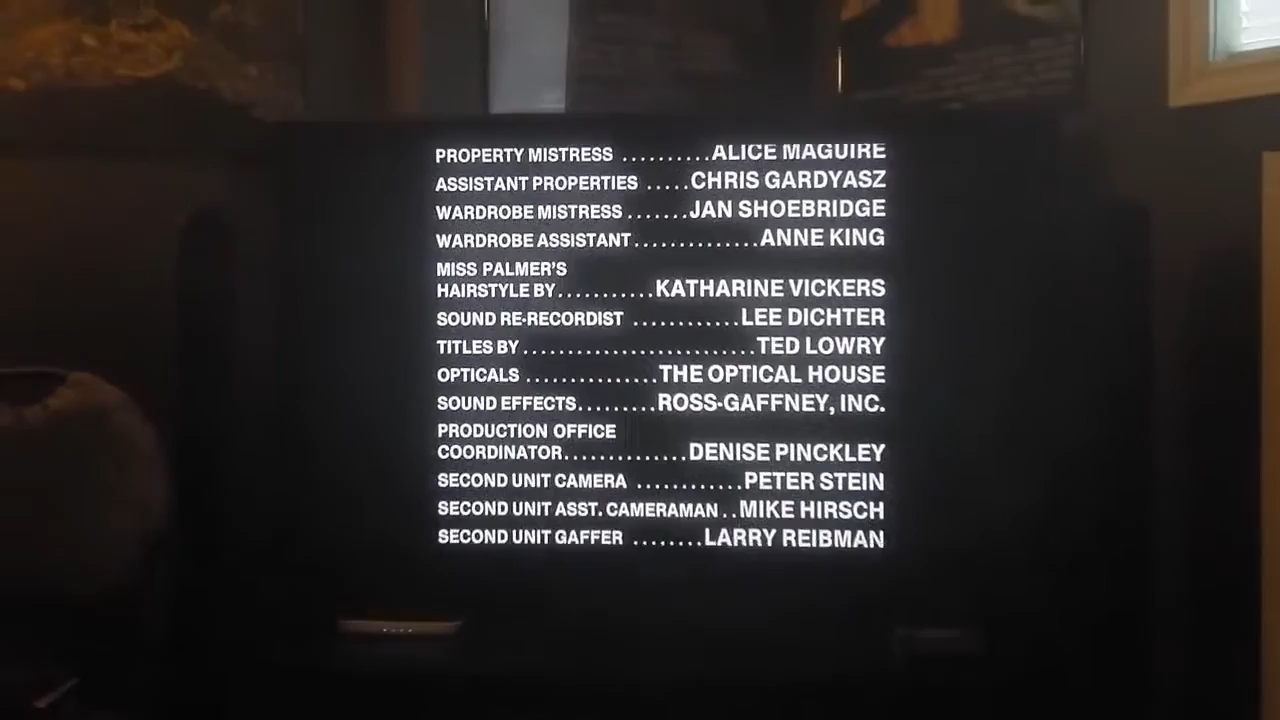 PROPERTY MISTRESS ..........ALICE MAGUIRE
ASSISTANT PROPERTIES .....CHRIS GARDYASZ
WARDROBE MISTRESS.......JAN SHOEBRIDGE
WARDROBE ASSISTANT.............ANNE KING
MISS PALMER'S
HAIRSTYLE BY...........KATHARINE VICKERS
SOUND RE-RECORDIST ............LEE DICHTER
TITLES BY..........................TED LOWRY
OPTICALS ...............THE OPTICAL HOUSE
SOUND EFFECTS.........ROSS-GAFFNEY, INC.
PRODUCTION OFFICE
COORDINATOR.............DENISE PINCKLEY
SECOND UNIT CAMERA ............PETER STEIN
SECOND UNIT ASST. CAMERAMAN..MIKE HIRSCH
SECOND UNIT GAFFER ........LARRY REIBMAN